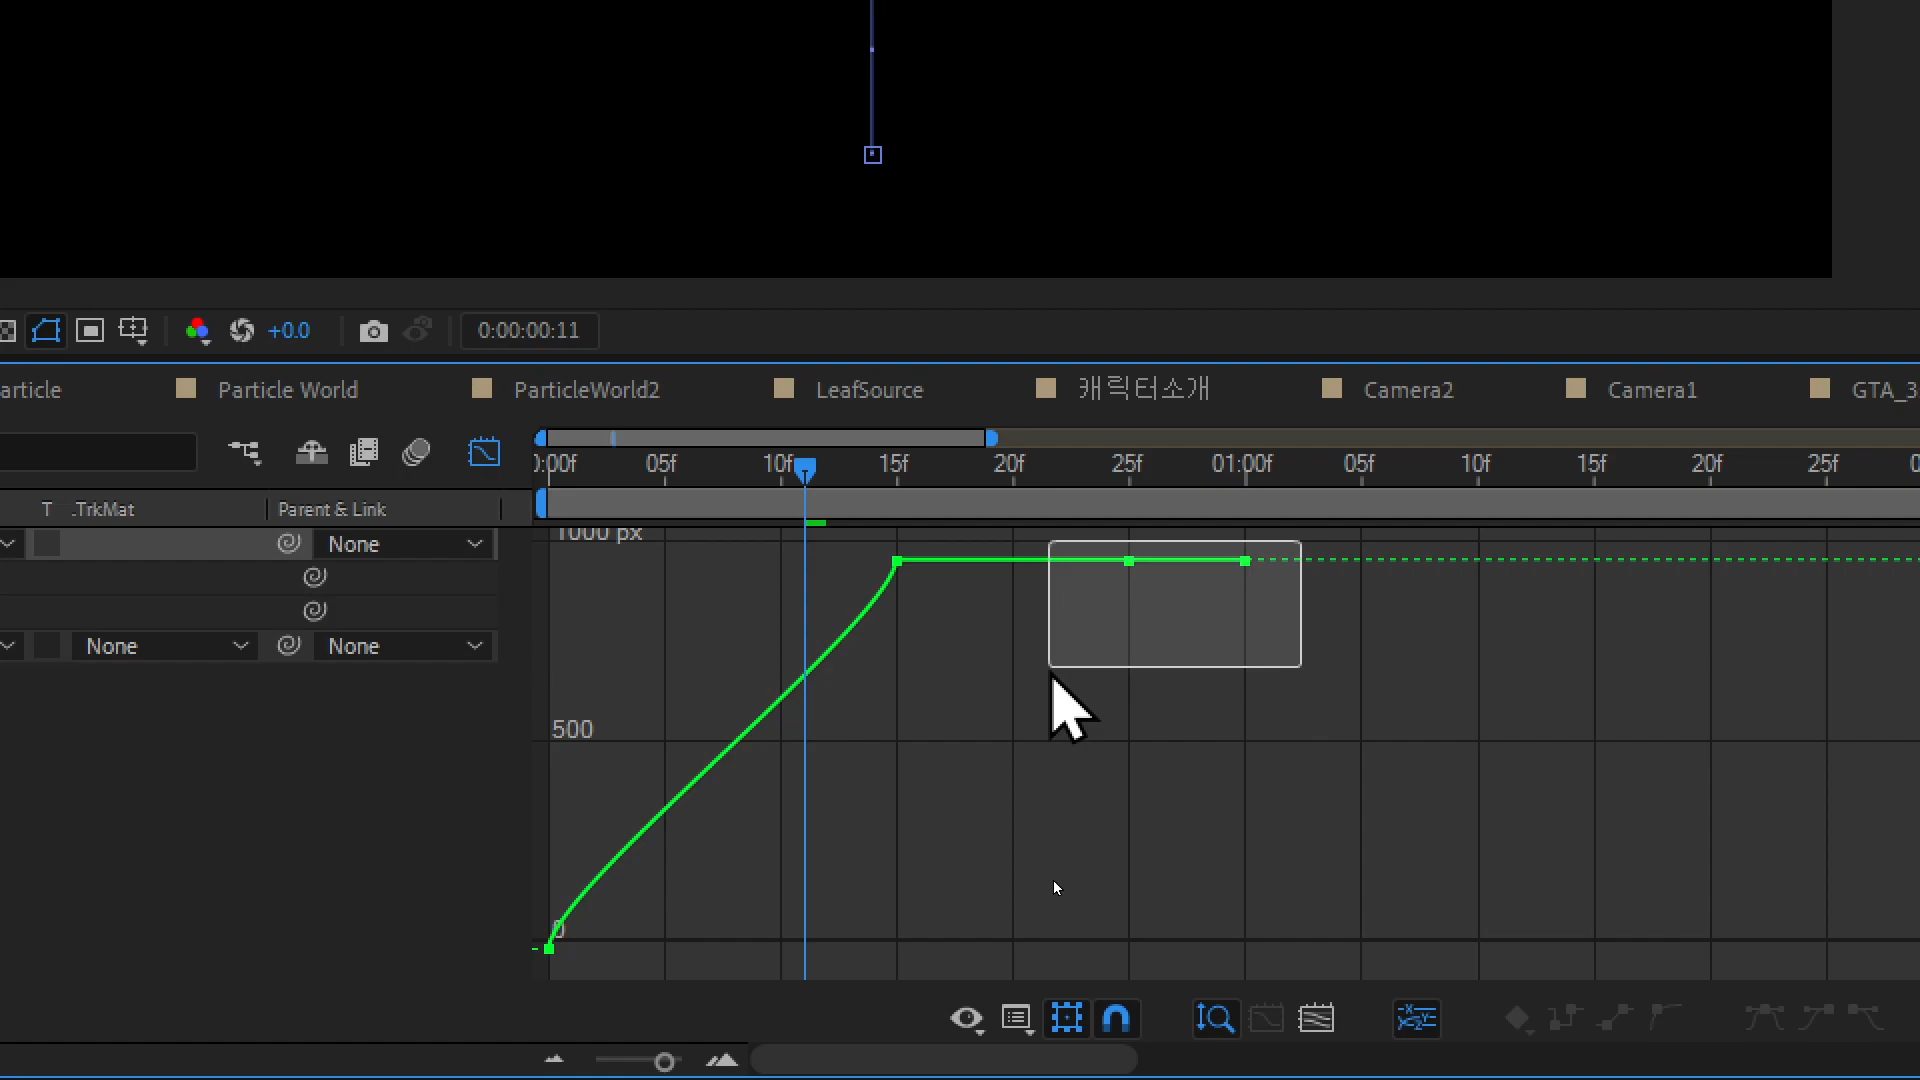 +0.0
0:00:00:11
article
Particle World
ParticleWorld2
LeafSource
캐릭터소개
Camera2
Camera1
GTA_3
0:00f
05f
10f
15f
20f
25f
01:00f
05f
10f
15f
20f
25f
T .TrkMat
Parent & Link
None
None
None
1000 px
500
0